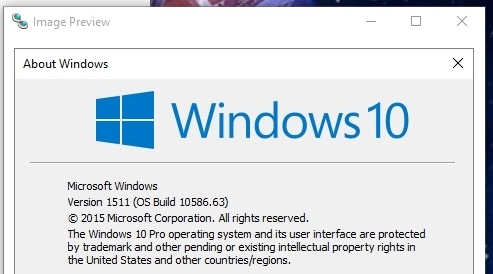 Image Preview
About Windows
Windows 10
Microsoft Windows
Version 1511 (OS Build 10586.63)
© 2015 Microsoft Corporation. All rights reserved.
The Windows 10 Pro operating system and its user interface are protected
by trademark and other pending or existing intellectual property rights in
the United States and other countries/regions.